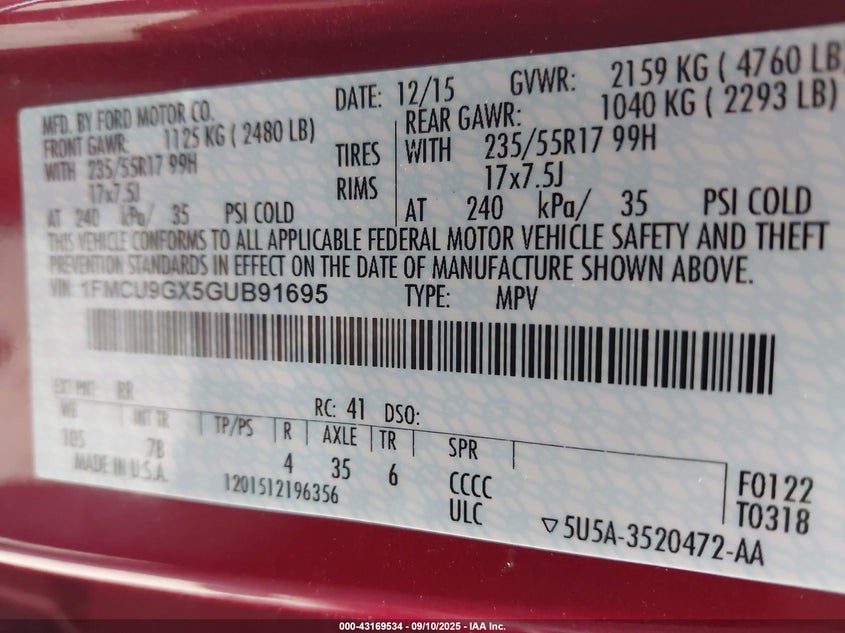 MFD. BY FORD MOTOR CO. DATE: 12/15 GVWR: 2159 KG ( 4760 LB
FRONT GAWR: 1125 KG ( 2480 LB) REAR GAWR: 1040 KG ( 2293 LB)
WITH 235/55R17 99H TIRES WITH 235/55R17 99H
17x7.5J RIMS 17x7.5J
AT 240 kPa/ 35 PSI COLD AT 240 kPa/ 35 PSI COLD
THIS VEHICLE CONFORMS TO ALL APPLICABLE FEDERAL MOTOR VEHICLE SAFETY AND THEFT
PREVENTION STANDARDS IN EFFECT ON THE DATE OF MANUFACTURE SHOWN ABOVE.
VIN: 1FMCU9GX5GUB91695 TYPE: MPV
EXT PNT: RR RC: 41 DSO:
WB INT TR TP/PS R AXLE TR SPR
105 7B 4 35 6 CCCC F0122
MADE IN U.S.A. 1201512196356 ULC T0318
5U5A-3520472-AA
000-43169534 - 09/10/2025 - IAA Inc.